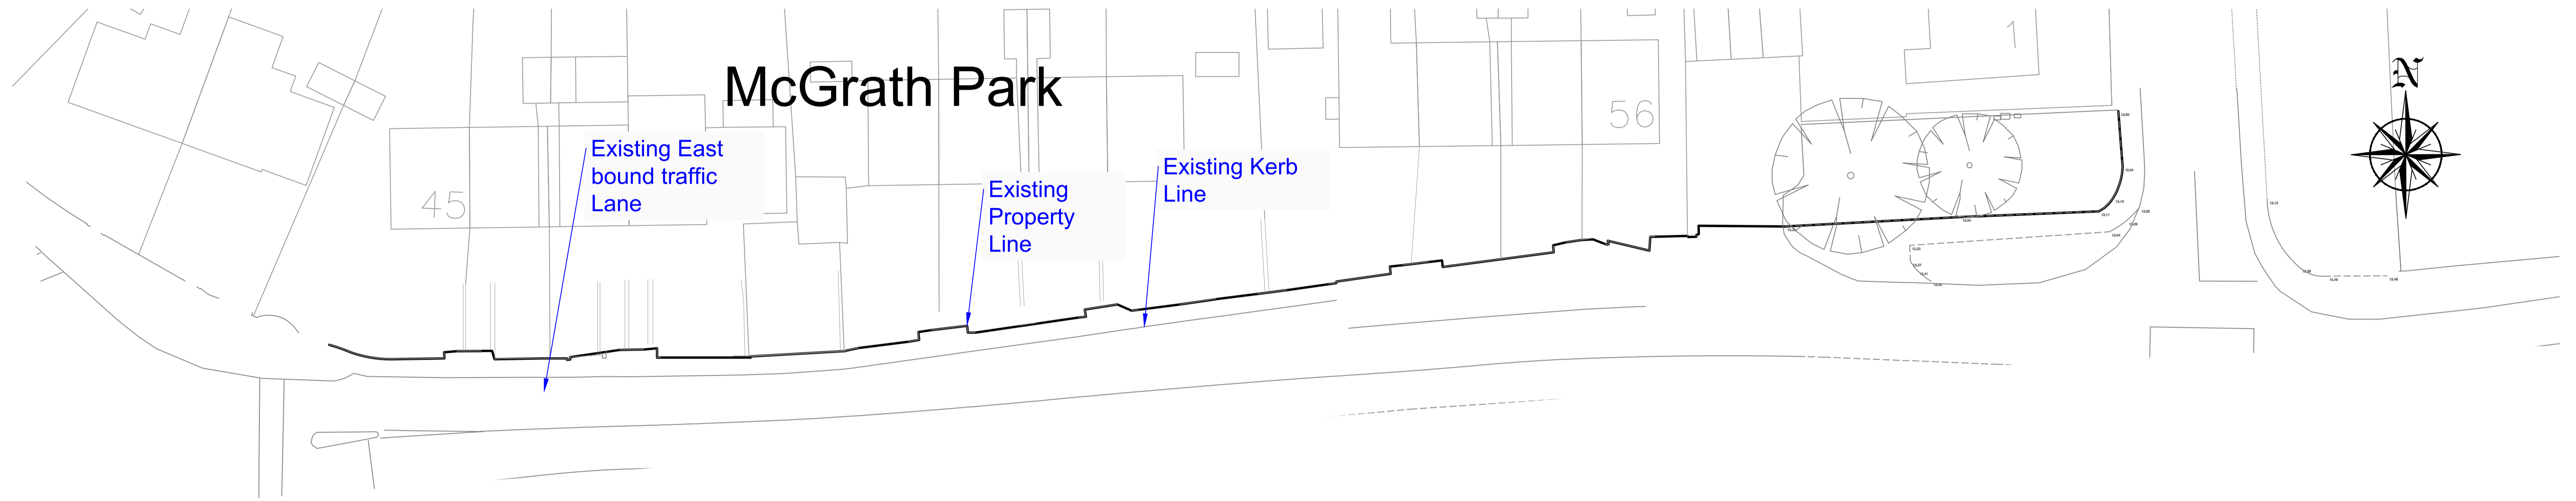 1
N
McGrath Park
56
Existing East
bound traffic
Lane
Existing Kerb
Line
Existing
Property
Line
45